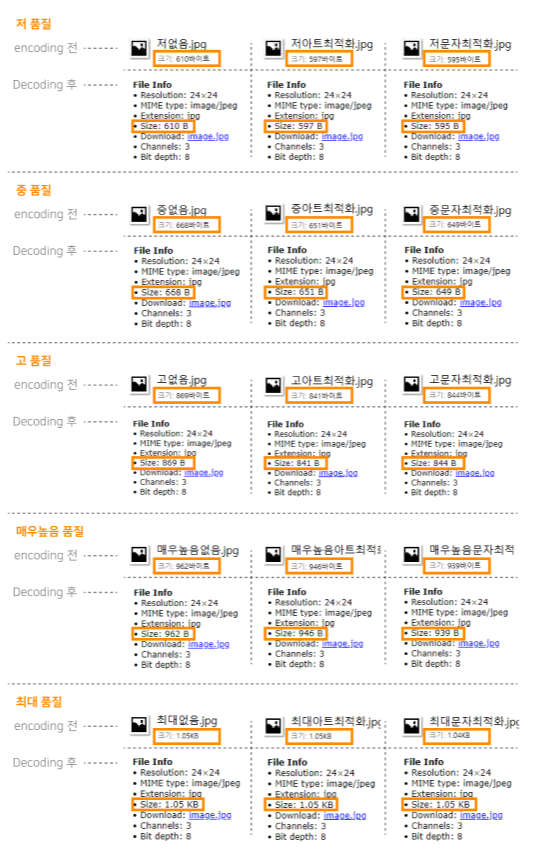 저 품질
encoding 전
저없음.jpg
크기: 610바이트
저아트최적화.jpg
크기: 597바이트
저문자최적화.jpg
크기: 595바이트
Decoding 후
File Info
• Resolution: 24×24
• MIME type: image/jpeg
• Extension: jpg
• Size: 610 B
• Download: image.jpg
• Channels: 3
• Bit depth: 8
File Info
• Resolution: 24×24
• MIME type: image/jpeg
• Extension: jpg
• Size: 597 B
• Download: image.jpg
• Channels: 3
• Bit depth: 8
File Info
• Resolution: 24×24
• MIME type: image/jpeg
• Extension: jpg
• Size: 595 B
• Download: image.jpg
• Channels: 3
• Bit depth: 8
중 품질
encoding 전
중없음.jpg
크기: 668바이트
중아트최적화.jpg
크기: 651바이트
중문자최적화.jpg
크기: 649바이트
Decoding 후
File Info
• Resolution: 24×24
• MIME type: image/jpeg
• Extension: jpg
• Size: 668 B
• Download: image.jpg
• Channels: 3
• Bit depth: 8
File Info
• Resolution: 24×24
• MIME type: image/jpeg
• Extension: jpg
• Size: 651 B
• Download: image.jpg
• Channels: 3
• Bit depth: 8
File Info
• Resolution: 24×24
• MIME type: image/jpeg
• Extension: jpg
• Size: 649 B
• Download: image.jpg
• Channels: 3
• Bit depth: 8
고 품질
encoding 전
고없음.jpg
크기: 869바이트
고아트최적화.jpg
크기: 841바이트
고문자최적화.jpg
크기: 844바이트
Decoding 후
File Info
• Resolution: 24×24
• MIME type: image/jpeg
• Extension: jpg
• Size: 869 B
• Download: image.jpg
• Channels: 3
• Bit depth: 8
File Info
• Resolution: 24×24
• MIME type: image/jpeg
• Extension: jpg
• Size: 841 B
• Download: image.jpg
• Channels: 3
• Bit depth: 8
File Info
• Resolution: 24×24
• MIME type: image/jpeg
• Extension: jpg
• Size: 844 B
• Download: image.jpg
• Channels: 3
• Bit depth: 8
매우높음 품질
encoding 전
매우높음없음.jpg
크기: 962바이트
매우높음아트최적
크기: 946바이트
매우높음문자최적
크기: 939바이트
Decoding 후
File Info
• Resolution: 24×24
• MIME type: image/jpeg
• Extension: jpg
• Size: 962 B
• Download: image.jpg
• Channels: 3
• Bit depth: 8
File Info
• Resolution: 24×24
• MIME type: image/jpeg
• Extension: jpg
• Size: 946 B
• Download: image.jpg
• Channels: 3
• Bit depth: 8
File Info
• Resolution: 24×24
• MIME type: image/jpeg
• Extension: jpg
• Size: 939 B
• Download: image.jpg
• Channels: 3
• Bit depth: 8
최대 품질
encoding 전
최대없음.jpg
크기: 1.05KB
최대아트최적화.jpg
크기: 1.05KB
최대문자최적화.jpg
크기: 1.04KB
Decoding 후
File Info
• Resolution: 24×24
• MIME type: image/jpeg
• Extension: jpg
• Size: 1.05 KB
• Download: image.jpg
• Channels: 3
• Bit depth: 8
File Info
• Resolution: 24×24
• MIME type: image/jpeg
• Extension: jpg
• Size: 1.05 KB
• Download: image.jpg
• Channels: 3
• Bit depth: 8
File Info
• Resolution: 24×24
• MIME type: image/jpeg
• Extension: jpg
• Size: 1.05 KB
• Download: image.jpg
• Channels: 3
• Bit depth: 8